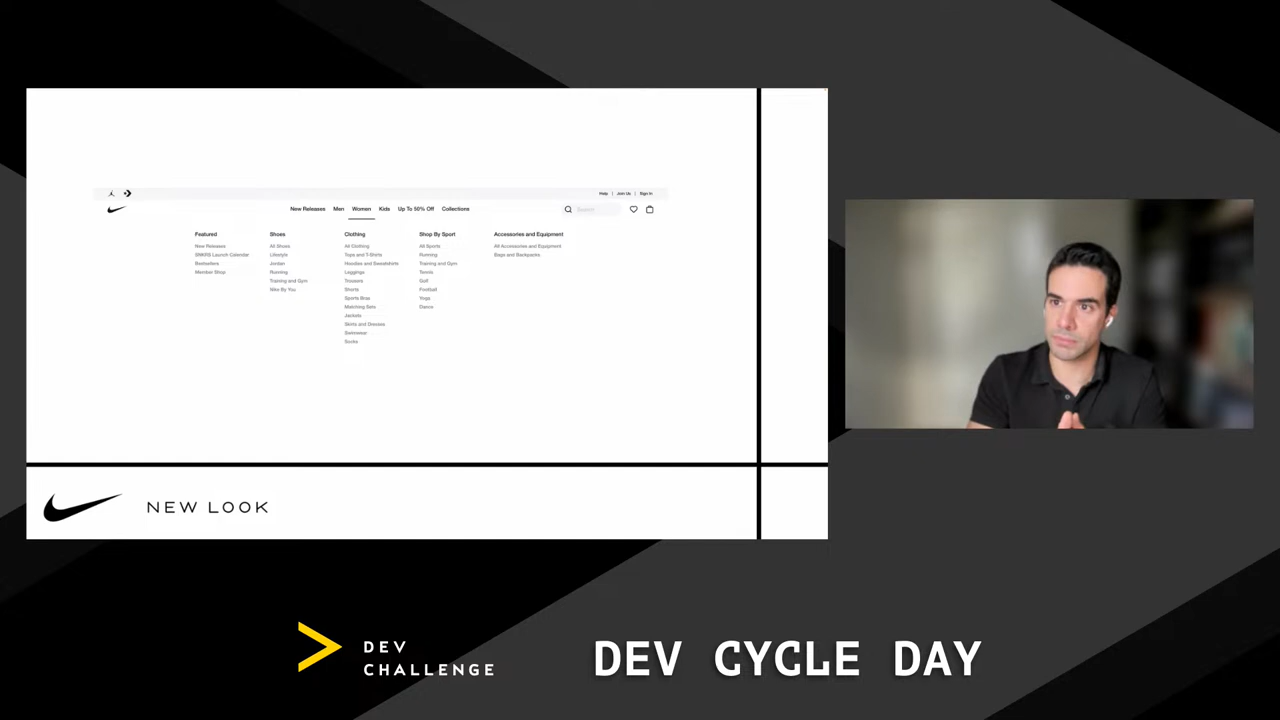 Help | Join Us | Sign In
New Releases Men Women Kids Up To 50% Off Collections
Search
Featured
New Releases
SNKRS Launch Calendar
Bestsellers
Member Shop
Shoes
All Shoes
Lifestyle
Jordan
Running
Training and Gym
Nike By You
Clothing
All Clothing
Tops and T-Shirts
Hoodies and Sweatshirts
Leggings
Trousers
Shorts
Sports Bras
Matching Sets
Jackets
Skirts and Dresses
Swimwear
Socks
Shop By Sport
All Sports
Running
Training and Gym
Tennis
Golf
Football
Yoga
Dance
Accessories and Equipment
All Accessories and Equipment
Bags and Backpacks
NEW LOOK
DEV
CHALLENGE
DEV CYCLE DAY